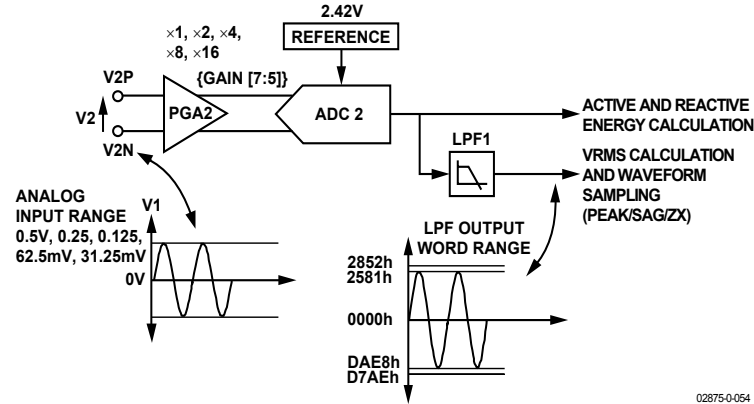 2.42V
REFERENCE
×1, ×2, ×4,
×8, ×16
{GAIN [7:5]}
V2P
V2
V2N
PGA2
ADC 2
ACTIVE AND REACTIVE
ENERGY CALCULATION
LPF1
VRMS CALCULATION
AND WAVEFORM
SAMPLING
(PEAK/SAG/ZX)
ANALOG
INPUT RANGE
0.5V, 0.25, 0.125,
62.5mV, 31.25mV
V1
0V
LPF OUTPUT
WORD RANGE
2852h
2581h
0000h
DAE8h
D7AEh
02875-0-054